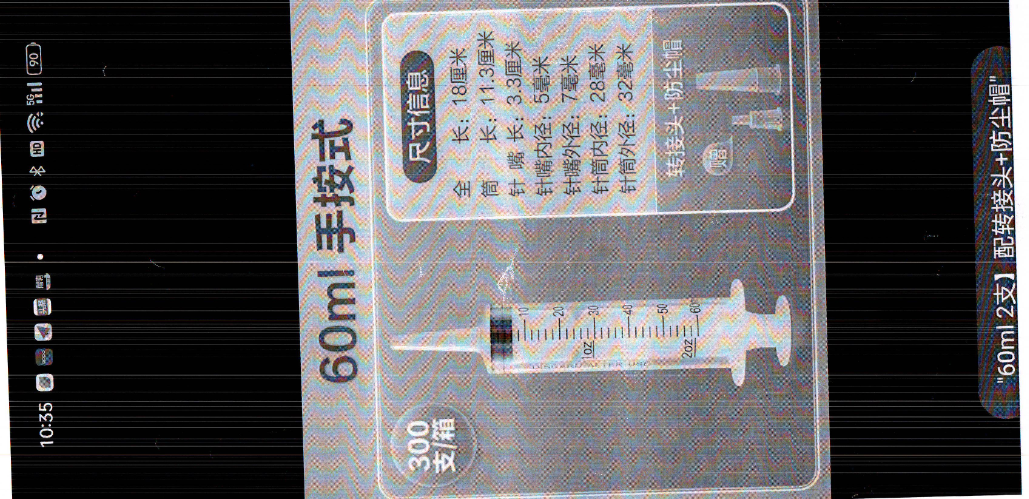 10:35
HD
5G
90
60ml 手按式
300
支/箱
尺寸信息
全 长：18厘米
筒 长：11.3厘米
针 嘴 长：3.3厘米
针嘴内径：5毫米
针嘴外径：7毫米
针筒内径：28毫米
针筒外径：32毫米
转接头+防尘帽
10
20
30
40
50
60
1oz
2oz
"60ml 2支】配转接头+防尘帽"